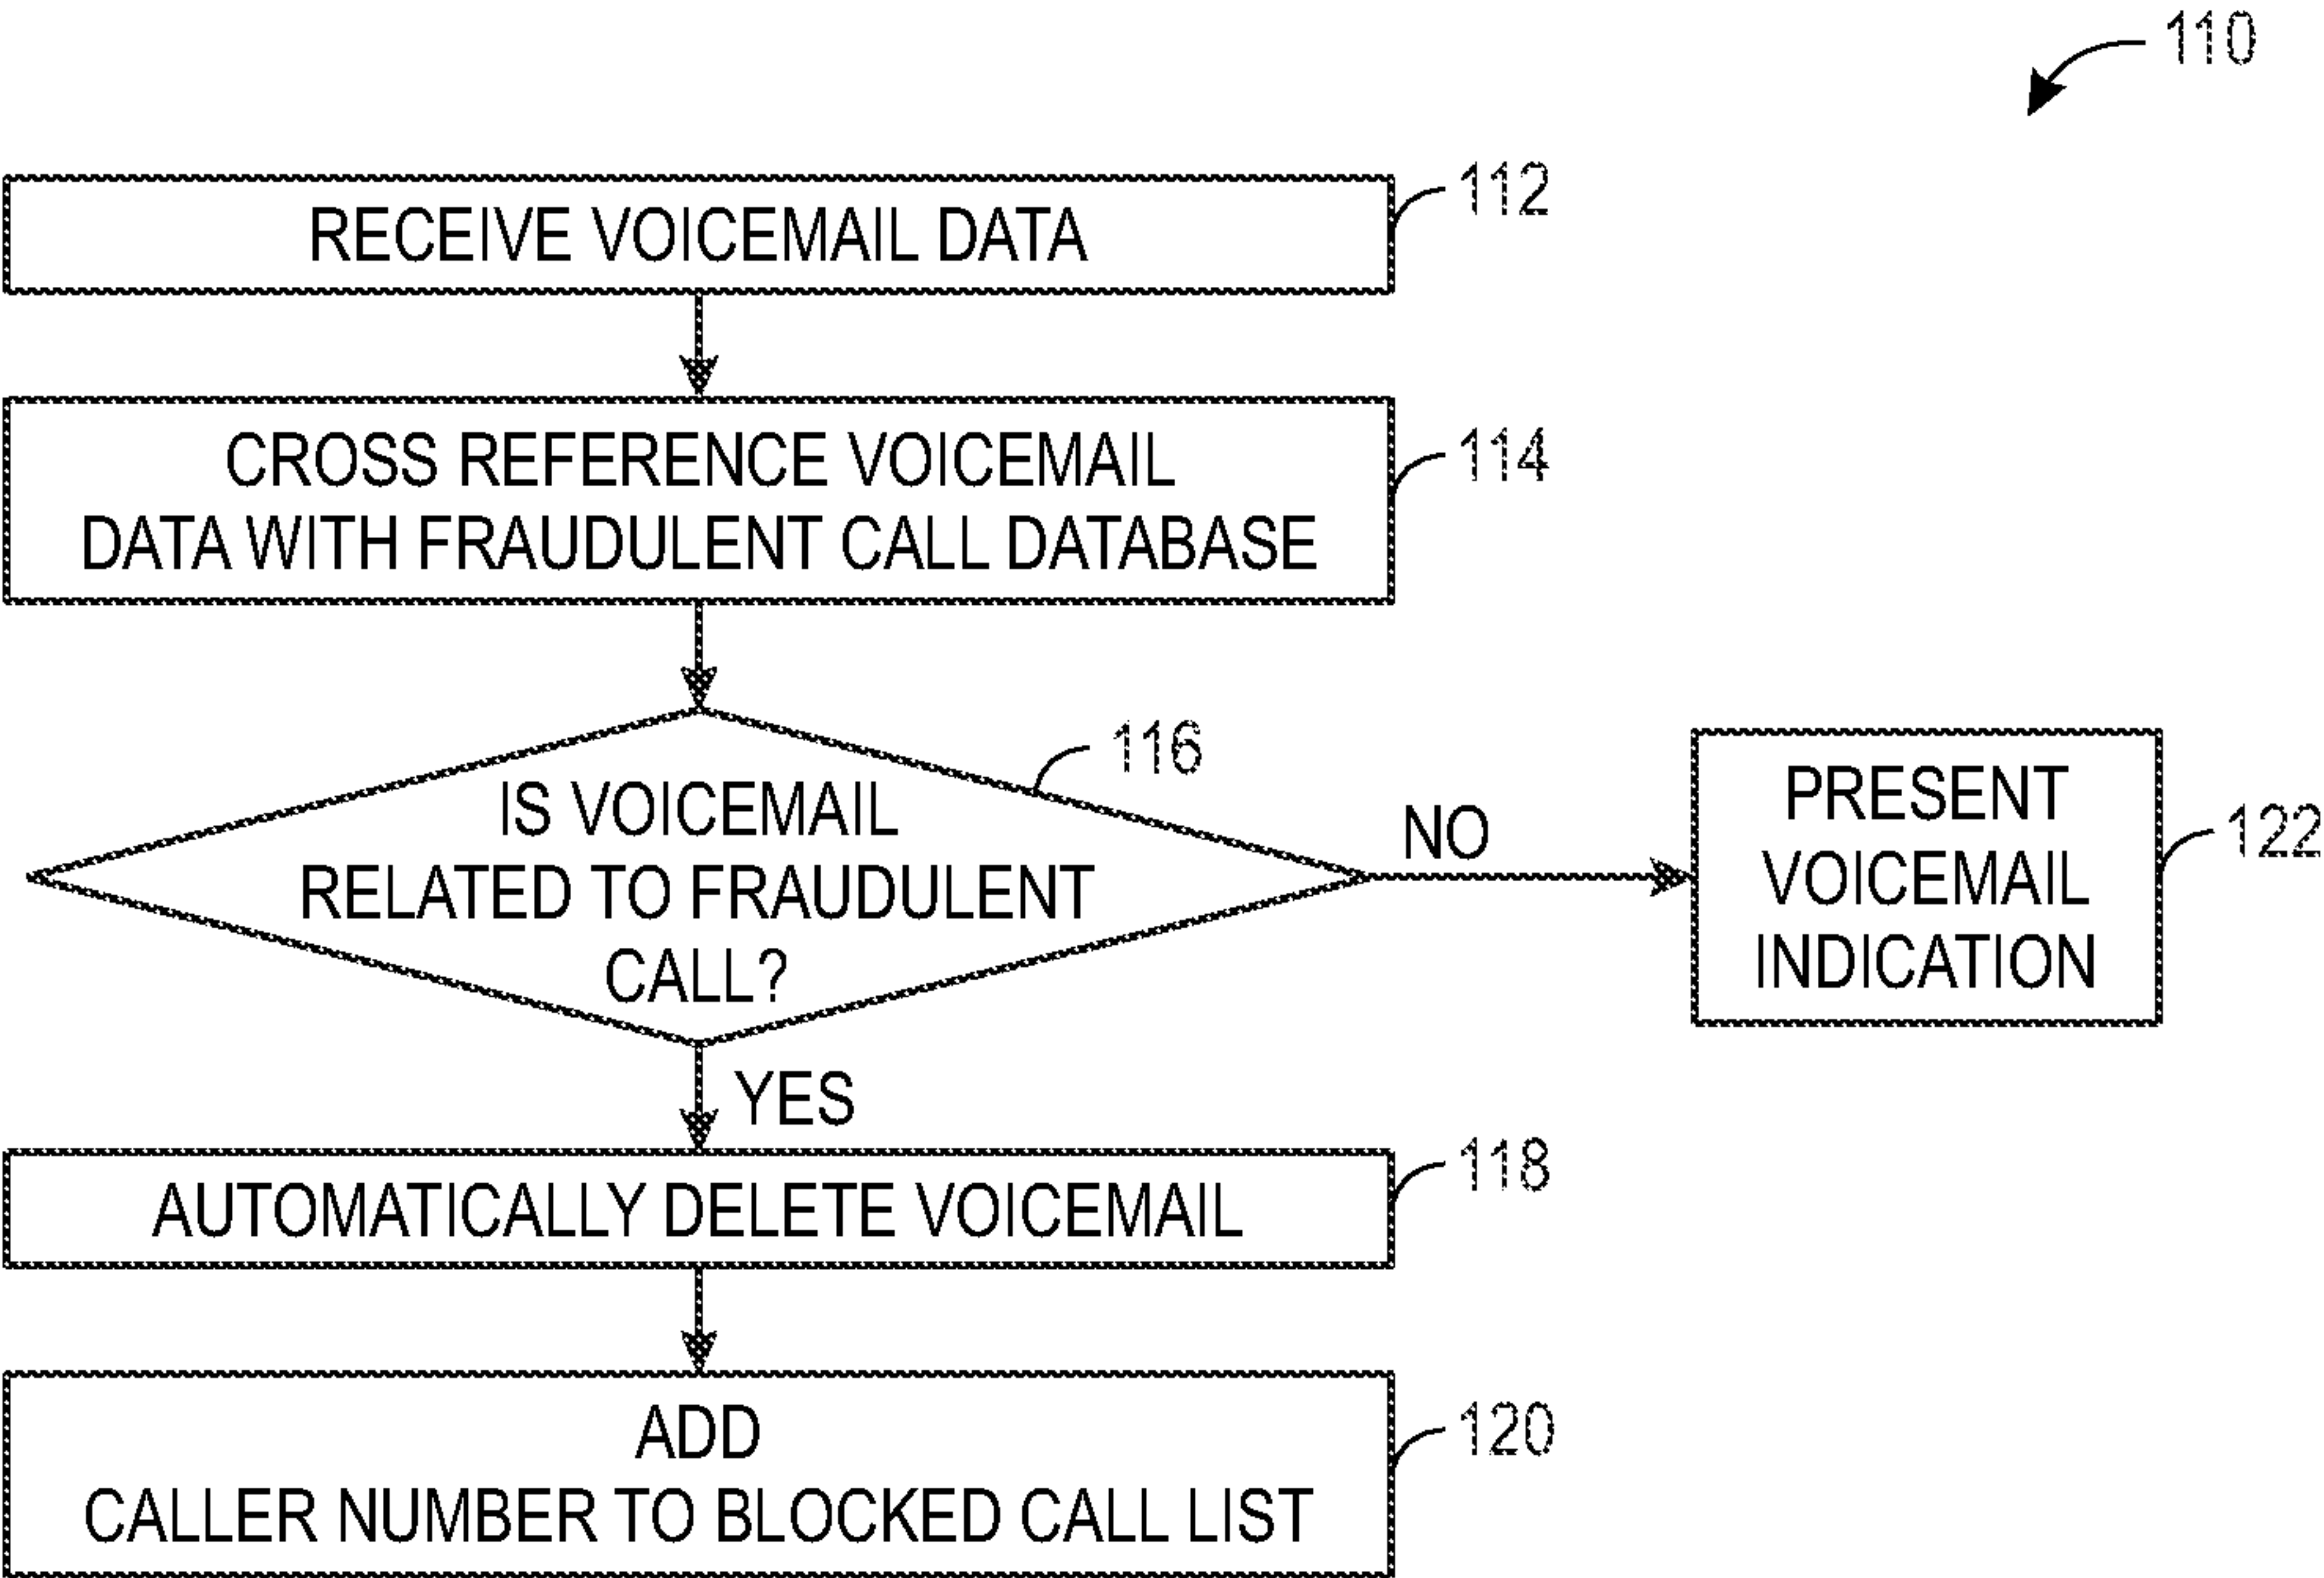 110
RECEIVE VOICEMAIL DATA
112
CROSS REFERENCE VOICEMAIL
DATA WITH FRAUDULENT CALL DATABASE
114
IS VOICEMAIL
RELATED TO FRAUDULENT
CALL?
116
NO
PRESENT
VOICEMAIL
INDICATION
122
YES
AUTOMATICALLY DELETE VOICEMAIL
118
ADD
CALLER NUMBER TO BLOCKED CALL LIST
120